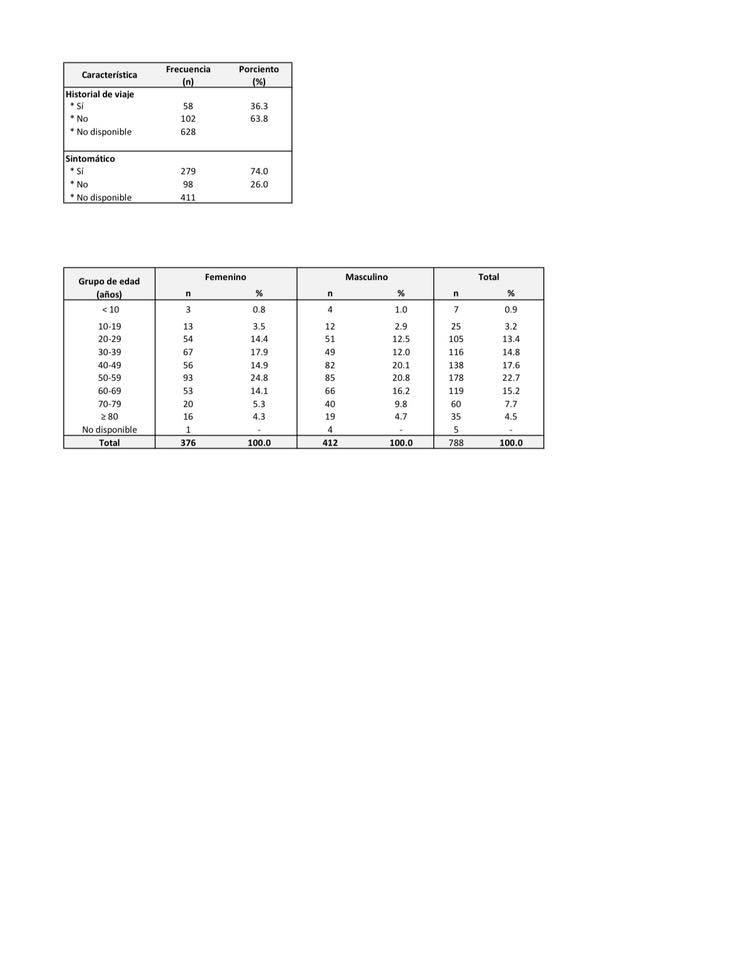 Característica Frecuencia (n) Porciento (%)
Historial de viaje
* Sí 58 36.3
* No 102 63.8
* No disponible 628
Sintomático
* Sí 279 74.0
* No 98 26.0
* No disponible 411
Grupo de edad (años) Femenino Masculino Total
n % n % n %
< 10 3 0.8 4 1.0 7 0.9
10-19 13 3.5 12 2.9 25 3.2
20-29 54 14.4 51 12.5 105 13.4
30-39 67 17.9 49 12.0 116 14.8
40-49 56 14.9 82 20.1 138 17.6
50-59 93 24.8 85 20.8 178 22.7
60-69 53 14.1 66 16.2 119 15.2
70-79 20 5.3 40 9.8 60 7.7
≥ 80 16 4.3 19 4.7 35 4.5
No disponible 1 - 4 - 5 -
Total 376 100.0 412 100.0 788 100.0